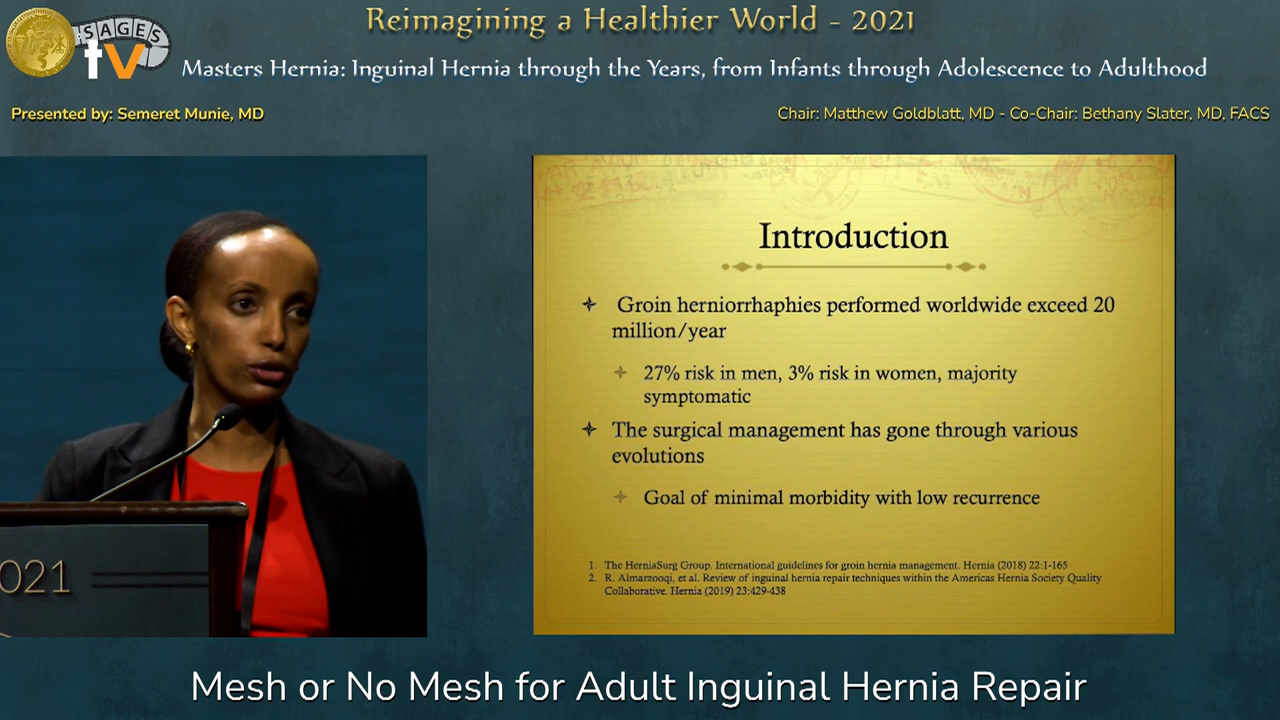 Reimagining a Healthier World - 2021
SAGES
tv
Masters Hernia: Inguinal Hernia through the Years, from Infants through Adolescence to Adulthood
Presented by: Semeret Munie, MD
Chair: Matthew Goldblatt, MD - Co-Chair: Bethany Slater, MD, FACS
Introduction
Groin herniorrhaphies performed worldwide exceed 20
million/year
27% risk in men, 3% risk in women, majority
symptomatic
The surgical management has gone through various
evolutions
Goal of minimal morbidity with low recurrence
1. The HerniaSurg Group. International guidelines for groin hernia management. Hernia (2018) 22:1-165
2. R. Almarzooqi, et al. Review of inguinal hernia repair techniques within the Americas Hernia Society Quality
Collaborative. Hernia (2019) 23:429-438
021
Mesh or No Mesh for Adult Inguinal Hernia Repair